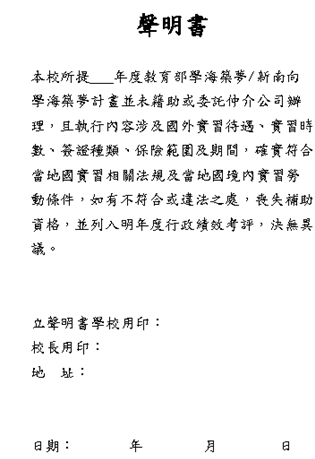 聲明書
本校所提___年度教育部學海築夢/新南向
學海築夢計畫並未藉助或委託仲介公司辦
理，且執行內容涉及國外實習待遇、實習時
數、簽證種類、保險範圍及期間，確實符合
當地國實習相關法規及當地國境內實習勞
動條件，如有不符合或違法之處，喪失補助
資格，並列入明年度行政績效考評，決無異
議。
立聲明書學校用印：
校長用印：
地　址：
日期：　　　年　　　月　　　日